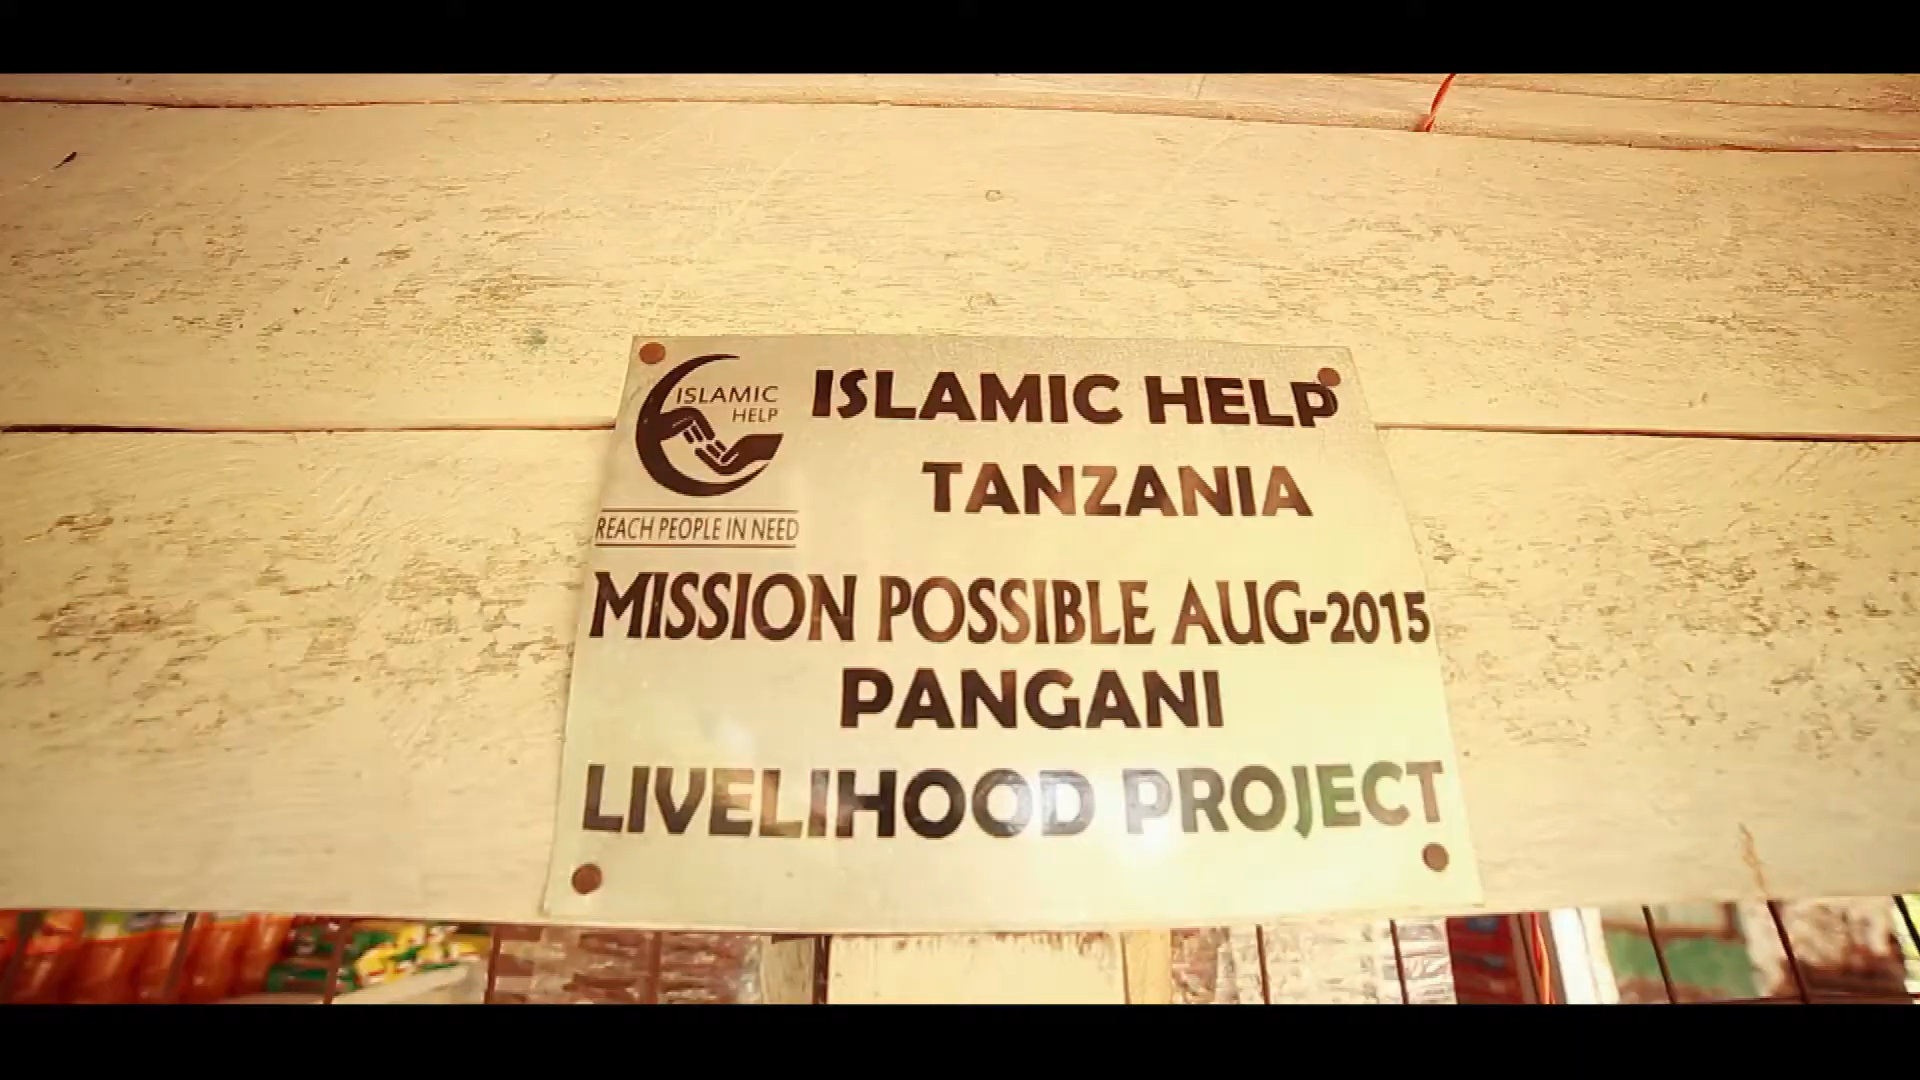 ISLAMIC
HELP
REACH PEOPLE IN NEED
ISLAMIC HELP
TANZANIA
MISSION POSSIBLE AUG-2015
PANGANI
LIVELIHOOD PROJECT